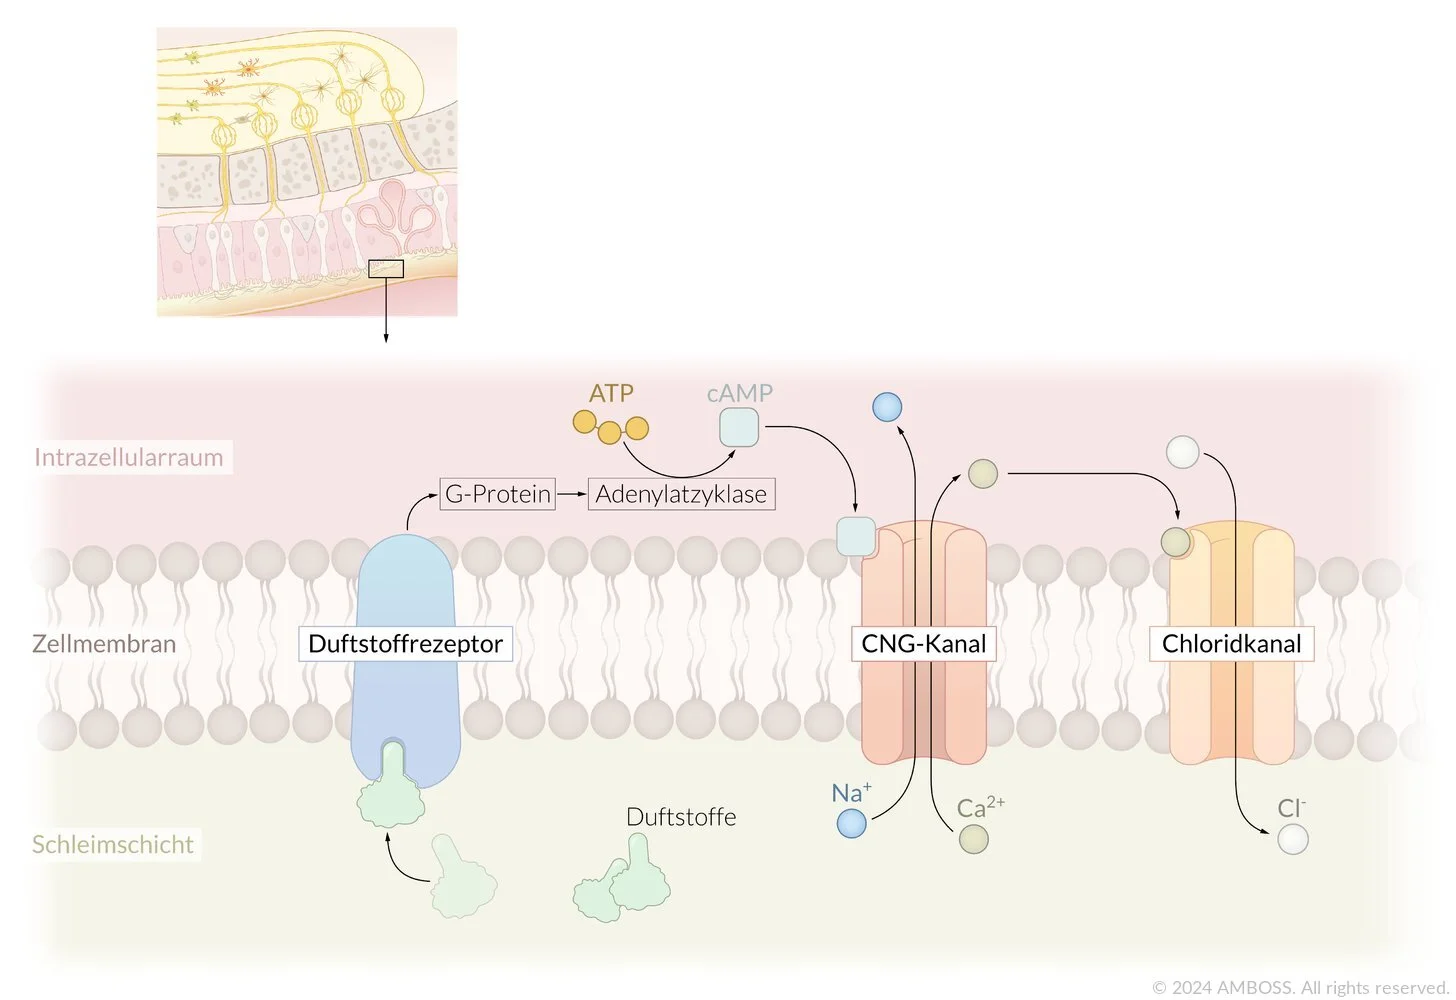 ATP
cAMP
Intrazellularraum
G-Protein
Adenylatzyklase
Zellmembran
Duftstoffrezeptor
CNG-Kanal
Chloridkanal
Na⁺
Ca²⁺
Cl⁻
Duftstoffe
Schleimschicht
© 2024 AMBOSS. All rights reserved.